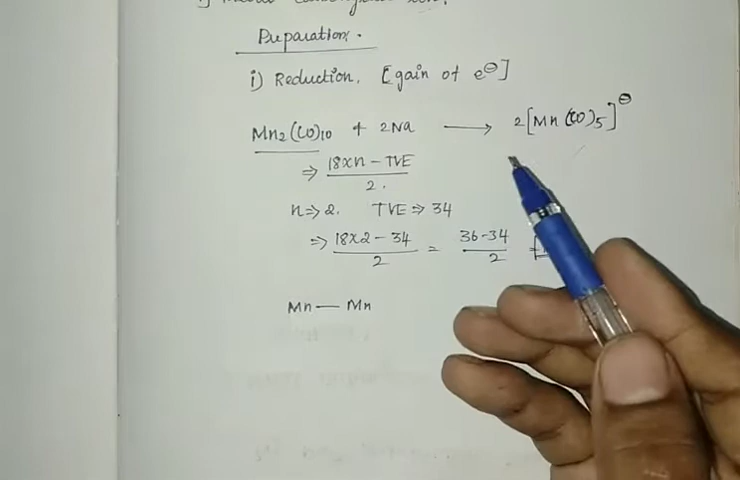 Preparation.
i) Reduction. [gain of e⊖]
Mn2(CO)10 + 2Na → 2[Mn(CO)5]⊖
⇒ 18×n - TVE / 2.
n ⇒ 2. TVE ⇒ 34
⇒ 18×2 - 34 / 2 = 36-34 / 2 =
Mn — Mn